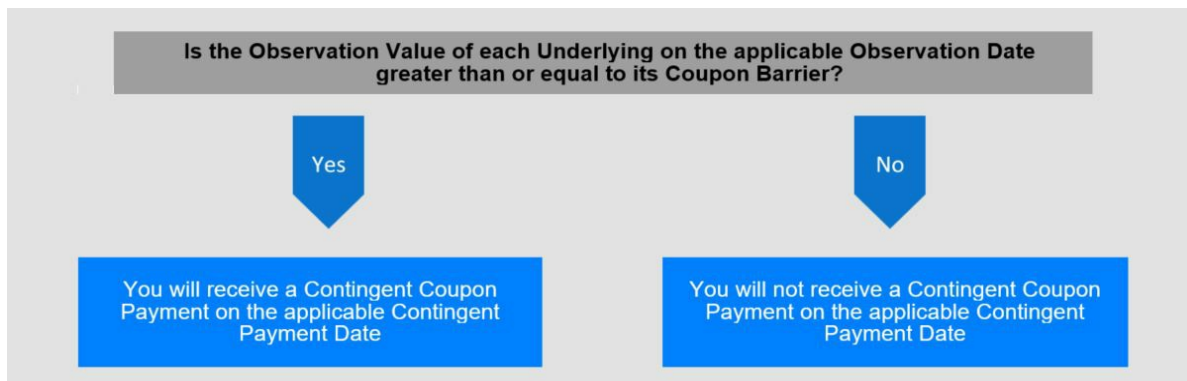 Is the Observation Value of each Underlying on the applicable Observation Date
greater than or equal to its Coupon Barrier?
Yes
No
You will receive a Contingent Coupon
Payment on the applicable Contingent
Payment Date
You will not receive a Contingent Coupon
Payment on the applicable Contingent
Payment Date